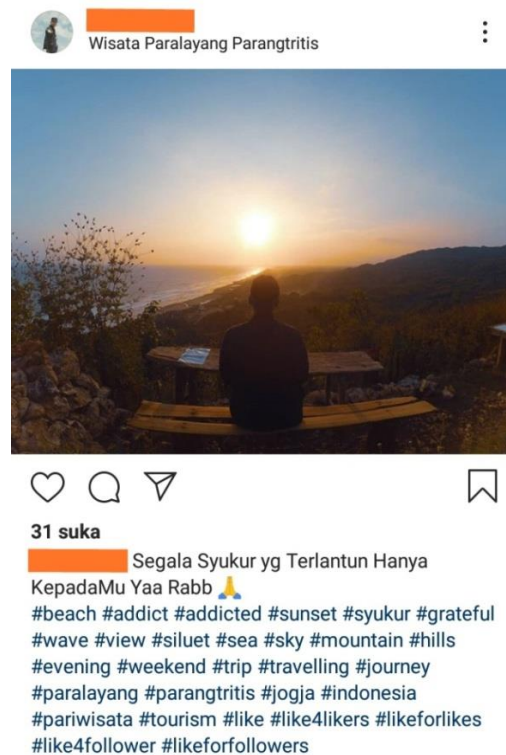 Wisata Paralayang Parangtritis
31 suka
Segala Syukur yg Terlantun Hanya
KepadaMu Yaa Rabb 🙏
#beach #addict #addicted #sunset #syukur #grateful
#wave #view #siluet #sea #sky #mountain #hills
#evening #weekend #trip #travelling #journey
#paralayang #parangtritis #jogja #indonesia
#pariwisata #tourism #like #like4likers #likeforlikes
#like4follower #likeforfollowers